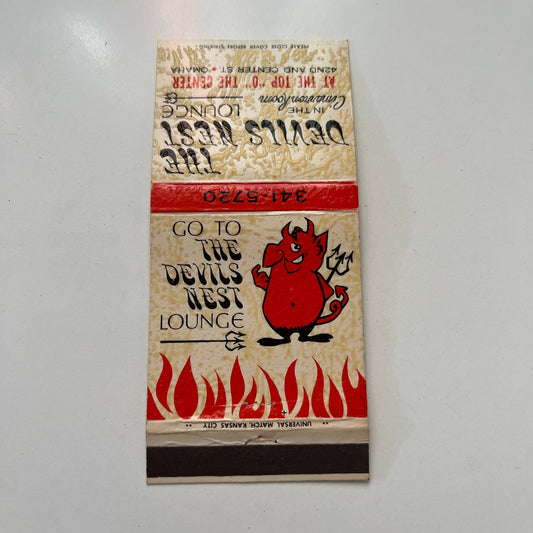 GO TO
THE
DEVILS
NEST
LOUNGE
" UNIVERSAL MATCH, KANSAS CITY "
341-5720
THE
DEVILS NEST
LOUNGE
IN THE
Cimarron Room
AT THE TOP "O" THE CENTER
42ND AND CENTER ST. • OMAHA
PLEASE CLOSE COVER BEFORE STRIKING